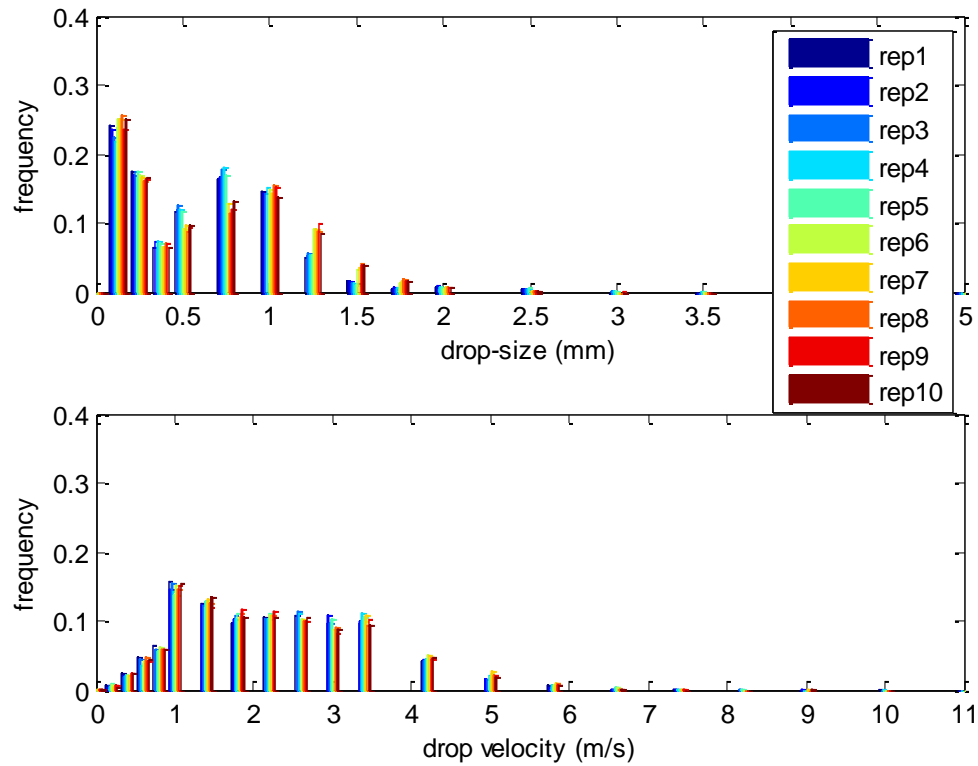 0.4
0.3
0.2
0.1
0
frequency
0 0.5 1 1.5 2 2.5 3 3.5 5
drop-size (mm)
rep1
rep2
rep3
rep4
rep5
rep6
rep7
rep8
rep9
rep10
0.4
0.3
0.2
0.1
0
frequency
0 1 2 3 4 5 6 7 8 9 10 11
drop velocity (m/s)